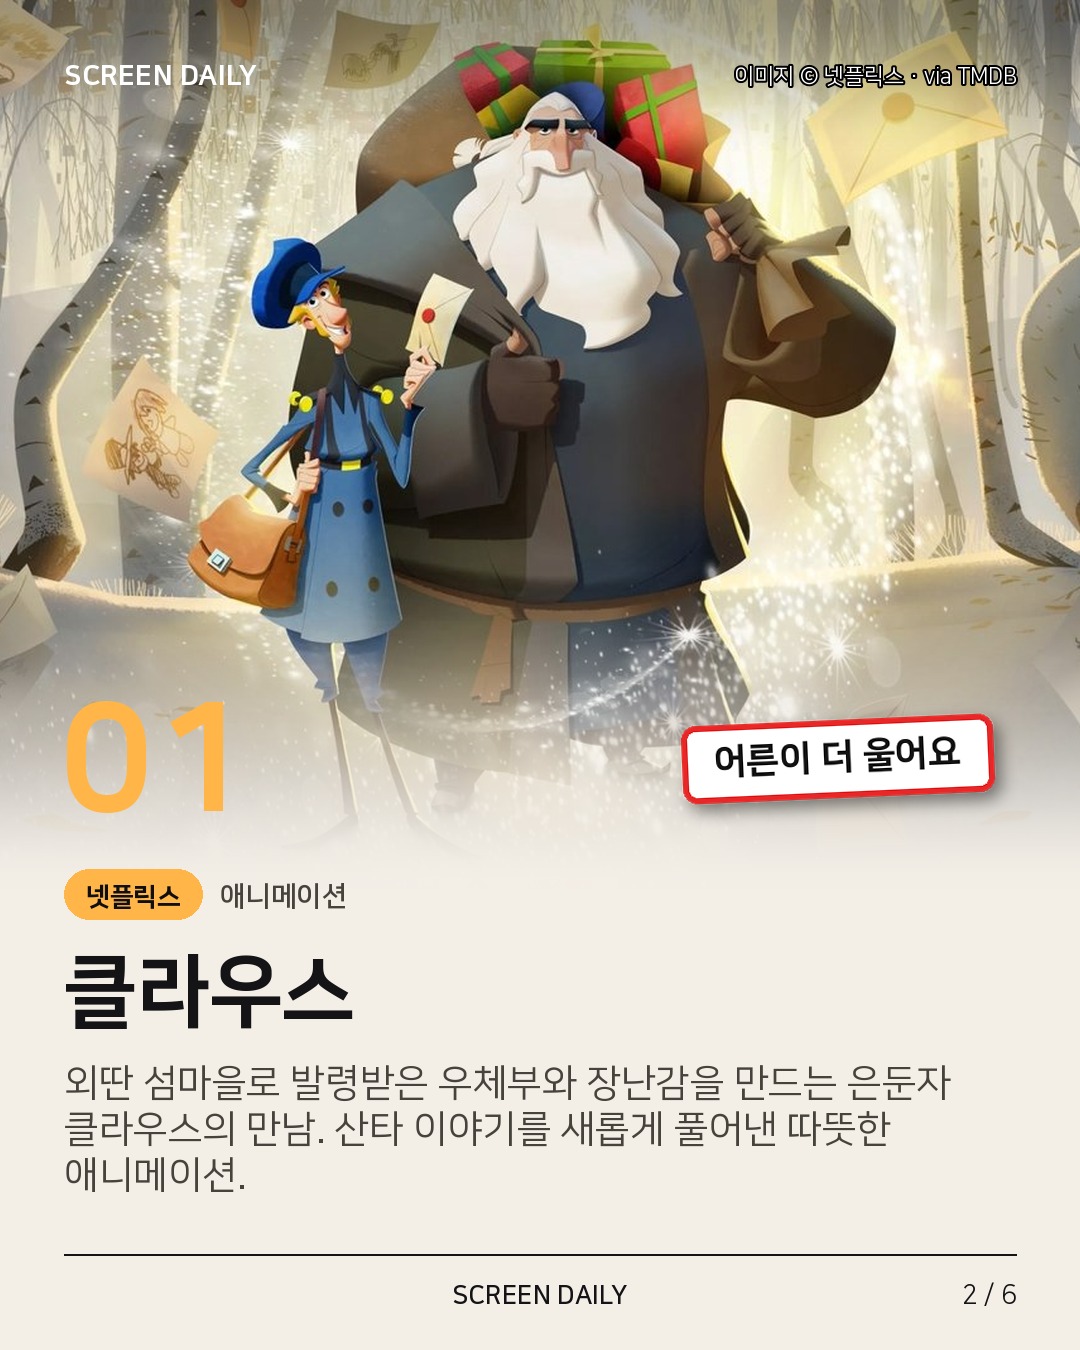 SCREEN DAILY
이미지 © 넷플릭스 · via TMDB
01
어른이 더 울어요
넷플릭스 애니메이션
클라우스
외딴 섬마을로 발령받은 우체부와 장난감을 만드는 은둔자
클라우스의 만남. 산타 이야기를 새롭게 풀어낸 따뜻한
애니메이션.
SCREEN DAILY
2 / 6